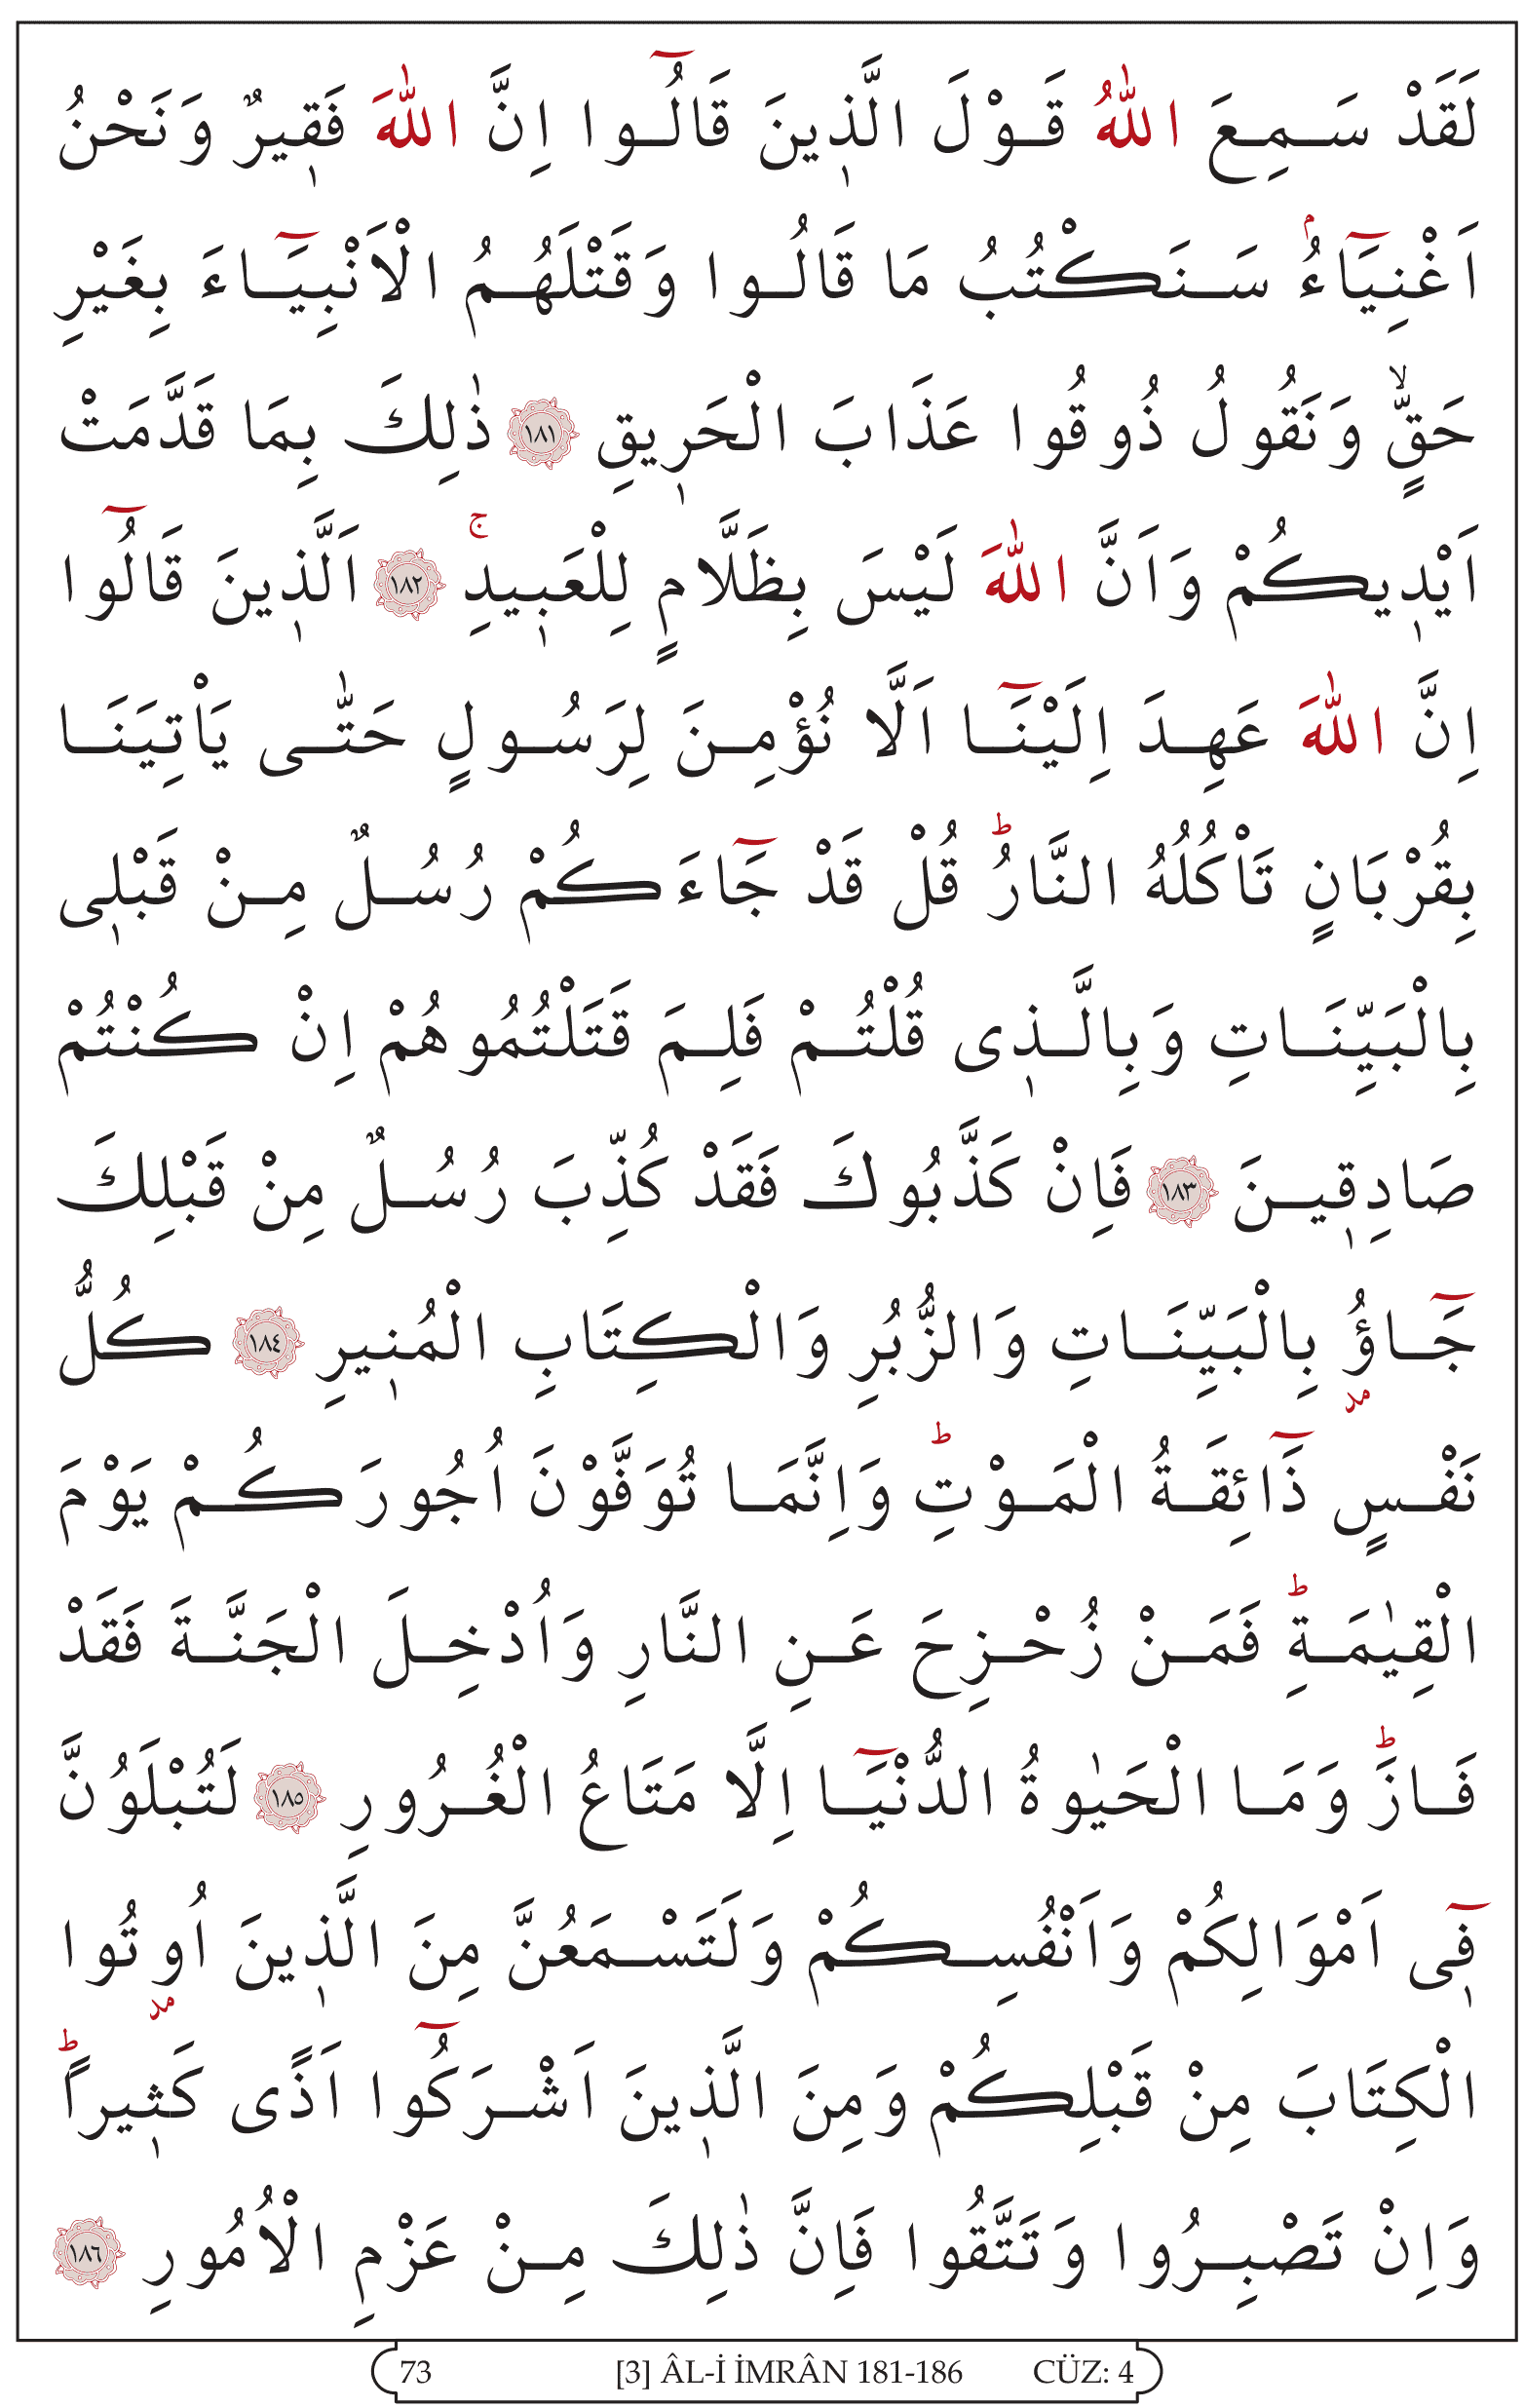 لَقَدْ سَمِعَ اللّٰهُ قَوْلَ الَّذ۪ينَ قَالُٓوا اِنَّ اللّٰهَ فَق۪يرٌ وَنَحْنُ
اَغْنِيَٓاءُۢ سَنَكْتُبُ مَا قَالُوا وَقَتْلَهُمُ الْاَنْبِيَٓاءَ بِغَيْرِ
حَقٍّۙ وَنَقُولُ ذُوقُوا عَذَابَ الْحَر۪يقِ ﴿١٨١﴾ ذٰلِكَ بِمَا قَدَّمَتْ
اَيْد۪يكُمْ وَاَنَّ اللّٰهَ لَيْسَ بِظَلَّامٍ لِلْعَب۪يدِۚ ﴿١٨٢﴾ اَلَّذ۪ينَ قَالُٓوا
اِنَّ اللّٰهَ عَهِدَ اِلَيْنَٓا اَلَّا نُؤْمِنَ لِرَسُولٍ حَتّٰى يَأْتِيَنَا
بِقُرْبَانٍ تَأْكُلُهُ النَّارُۜ قُلْ قَدْ جَٓاءَكُمْ رُسُلٌ مِنْ قَبْل۪ى
بِالْبَيِّنَاتِ وَبِالَّذ۪ى قُلْتُمْ فَلِمَ قَتَلْتُمُوهُمْ اِنْ كُنْتُمْ
صَادِق۪ينَ ﴿١٨٣﴾ فَاِنْ كَذَّبُوكَ فَقَدْ كُذِّبَ رُسُلٌ مِنْ قَبْلِكَ
جَٓاؤُ بِالْبَيِّنَاتِ وَالزُّبُرِ وَالْكِتَابِ الْمُن۪يرِ ﴿١٨٤﴾ كُلُّ
مد
نَفْسٍ ذَٓائِقَةُ الْمَوْتِۜ وَاِنَّمَا تُوَفَّوْنَ اُجُورَكُمْ يَوْمَ
الْقِيٰمَةِۜ فَمَنْ زُحْزِحَ عَنِ النَّارِ وَاُدْخِلَ الْجَنَّةَ فَقَدْ
فَازَۜ وَمَا الْحَيٰوةُ الدُّنْيَٓا اِلَّا مَتَاعُ الْغُرُورِ ﴿١٨٥﴾ لَتُبْلَوُنَّ
ف۪ٓى اَمْوَالِكُمْ وَاَنْفُسِكُمْ وَلَتَسْمَعُنَّ مِنَ الَّذ۪ينَ اُوتُوا
مد
الْكِتَابَ مِنْ قَبْلِكُمْ وَمِنَ الَّذ۪ينَ اَشْرَكُٓوا اَذًى كَث۪يراًۜ
وَاِنْ تَصْبِرُوا وَتَتَّقُوا فَاِنَّ ذٰلِكَ مِنْ عَزْمِ الْاُمُورِ ﴿١٨٦﴾
73 [3] ÂL-İ İMRÂN 181-186 CÜZ: 4